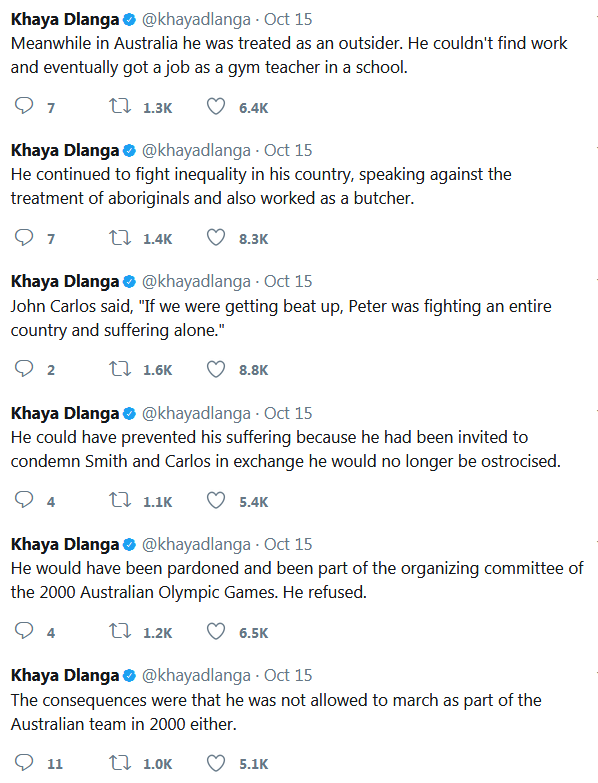 Khaya Dlanga @khayadlanga · Oct 15
Meanwhile in Australia he was treated as an outsider. He couldn't find work
and eventually got a job as a gym teacher in a school.
7 1.3K 6.4K
Khaya Dlanga @khayadlanga · Oct 15
He continued to fight inequality in his country, speaking against the
treatment of aboriginals and also worked as a butcher.
7 1.4K 8.3K
Khaya Dlanga @khayadlanga · Oct 15
John Carlos said, "If we were getting beat up, Peter was fighting an entire
country and suffering alone."
2 1.6K 8.8K
Khaya Dlanga @khayadlanga · Oct 15
He could have prevented his suffering because he had been invited to
condemn Smith and Carlos in exchange he would no longer be ostrocised.
4 1.1K 5.4K
Khaya Dlanga @khayadlanga · Oct 15
He would have been pardoned and been part of the organizing committee of
the 2000 Australian Olympic Games. He refused.
4 1.2K 6.5K
Khaya Dlanga @khayadlanga · Oct 15
The consequences were that he was not allowed to march as part of the
Australian team in 2000 either.
11 1.0K 5.1K